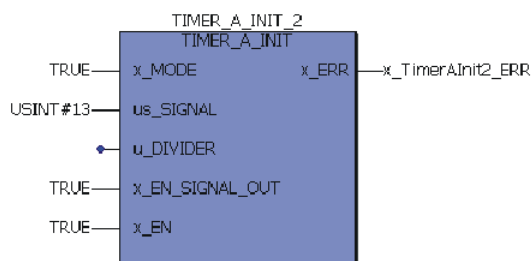 TIMER_A_INIT_2
TIMER_A_INIT
TRUE x_MODE x_ERR x_TimerAInit2_ERR
USINT#13 us_SIGNAL
u_DIVIDER
TRUE x_EN_SIGNAL_OUT
TRUE x_EN